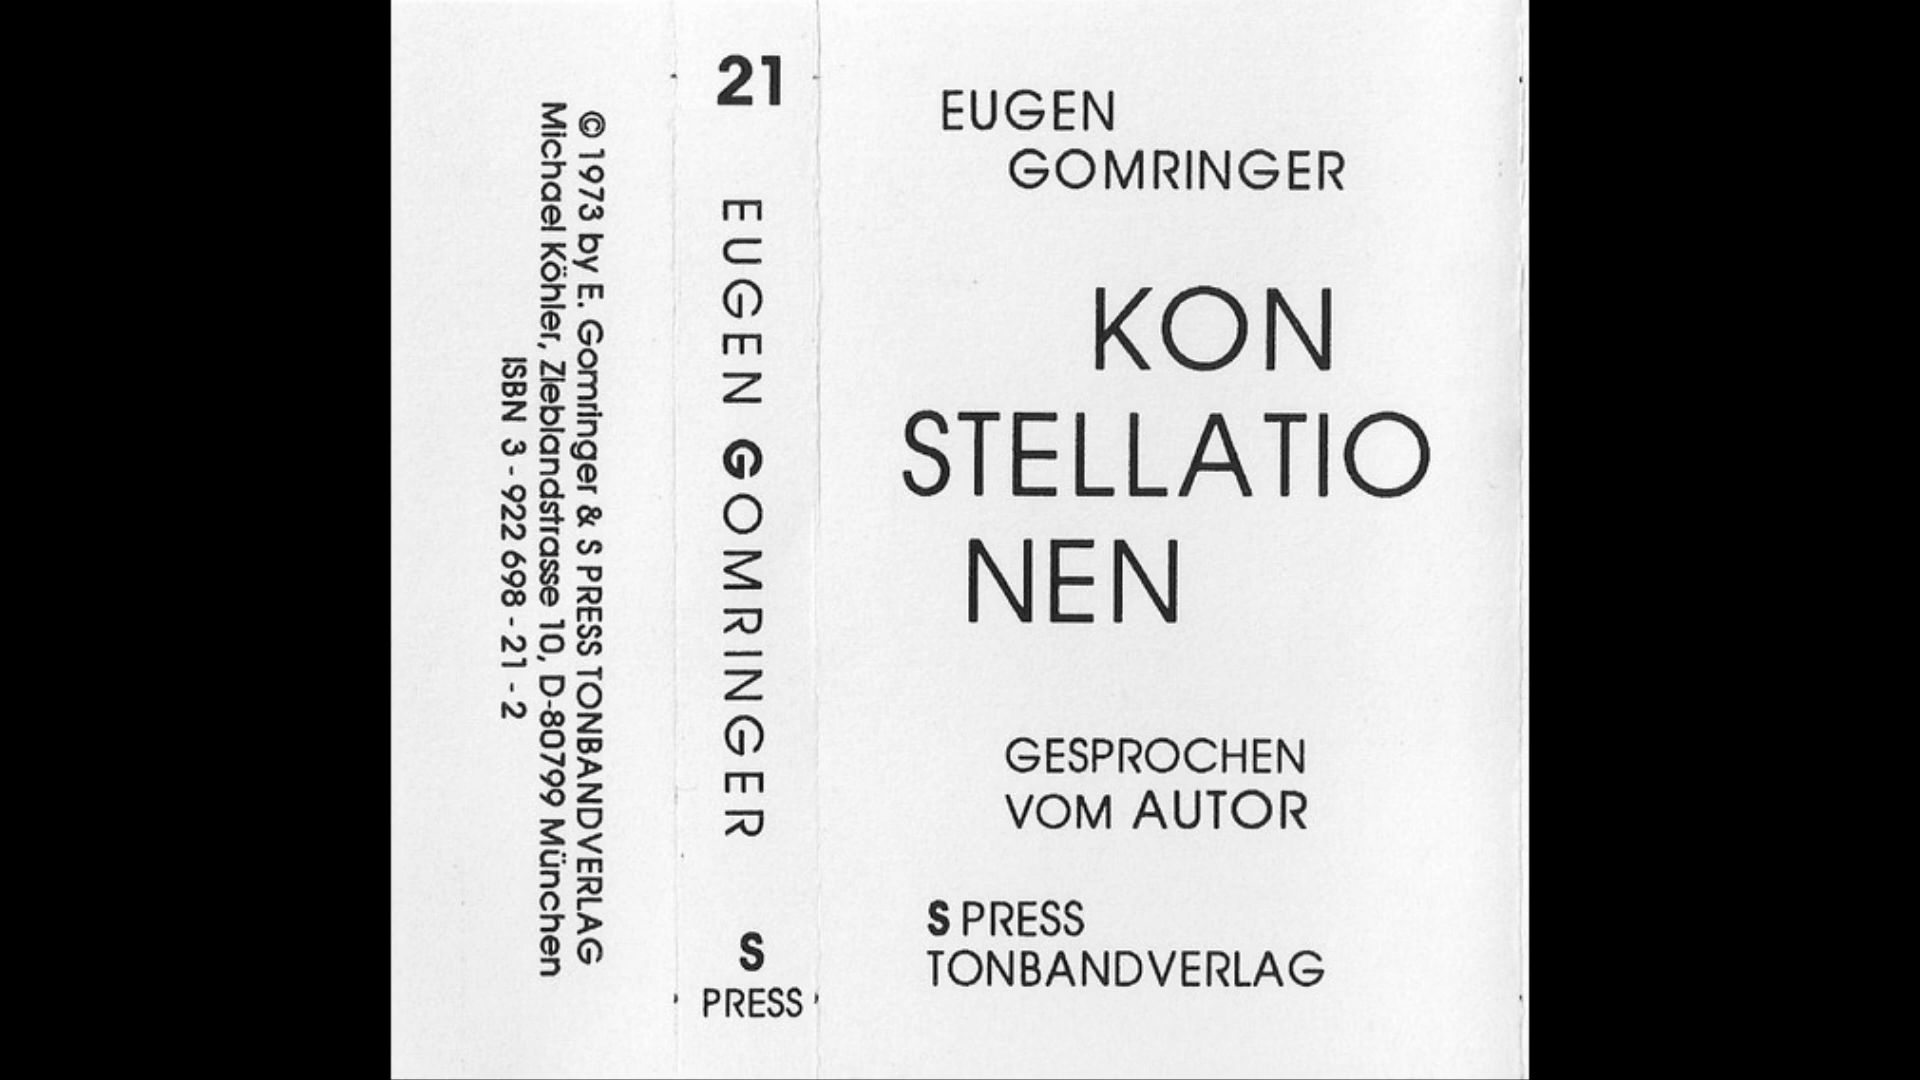 © 1973 by E. Gomringer & S PRESS TONBANDVERLAG
Michael Köhler, Zieblandstrasse 10, D-80799 München
ISBN 3 - 922 698 - 21 - 2
21
EUGEN GOMRINGER
S
PRESS
EUGEN
GOMRINGER
KON
STELLATIO
NEN
GESPROCHEN
VOM AUTOR
S PRESS
TONBANDVERLAG